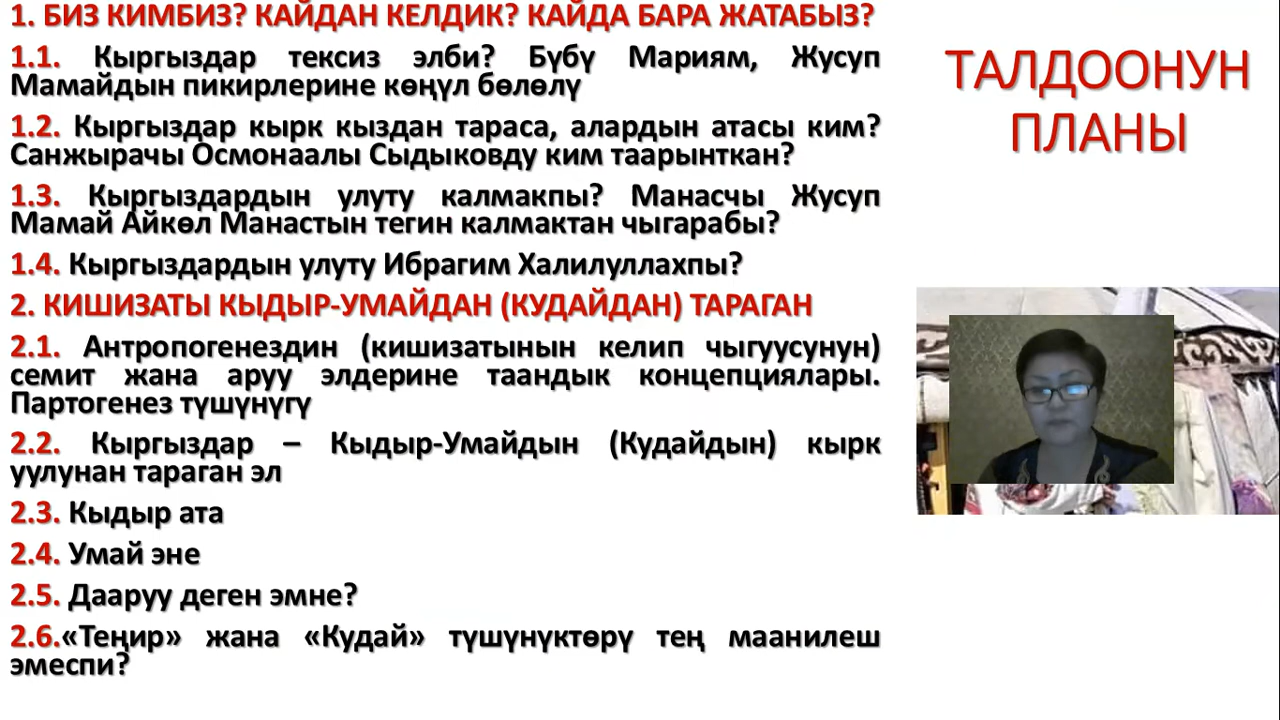 1. БИЗ КИМБИЗ? КАЙДАН КЕЛДИК? КАЙДА БАРА ЖАТАБЫЗ?
1.1. Кыргыздар тексиз элби? Бүбү Мариям, Жусуп
Мамайдын пикирлерине көңүл бөлөлү
1.2. Кыргыздар кырк кыздан тараса, алардын атасы ким?
Санжырачы Осмонаалы Сыдыковду ким таарынткан?
1.3. Кыргыздардын улуту калмакпы? Манасчы Жусуп
Мамай Айкөл Манастын тегин калмактан чыгарабы?
1.4. Кыргыздардын улуту Ибрагим Халилуллахпы?
2. КИШИЗАТЫ КЫДЫР-УМАЙДАН (КУДАЙДАН) ТАРАГАН
2.1. Антропогенездин (кишизатынын келип чыгуусунун)
семит жана аруу элдерине таандык концепциялары.
Партогенез түшүнүгү
2.2. Кыргыздар – Кыдыр-Умайдын (Кудайдын) кырк
уулунан тараган эл
2.3. Кыдыр ата
2.4. Умай эне
2.5. Дааруу деген эмне?
2.6.«Теңир» жана «Кудай» түшүнүктөрү тең маанилеш
эмеспи?
ТАЛДООНУН
ПЛАНЫ